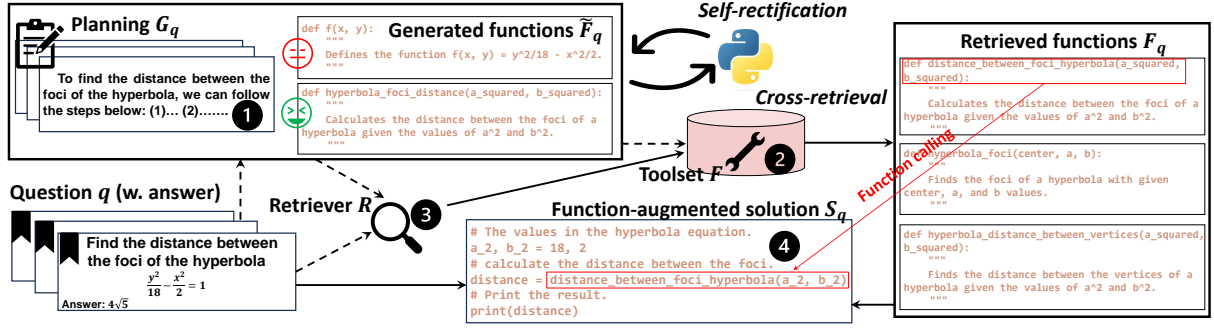 Planning G_q
To find the distance between the
foci of the hyperbola, we can follow
the steps below: (1)... (2).......
1
Generated functions F̃_q
def f(x, y):
"""
Defines the function f(x, y) = y^2/18 - x^2/2.
"""
def hyperbola_foci_distance(a_squared, b_squared):
"""
Calculates the distance between the foci of a
hyperbola given the values of a^2 and b^2.
"""
Self-rectification
Cross-retrieval
Toolset F
2
Retrieved functions F_q
def distance_between_foci_hyperbola(a_squared,
b_squared):
"""
Calculates the distance between the foci of a
hyperbola given the values of a^2 and b^2.
"""
def hyperbola_foci(center, a, b):
"""
Finds the foci of a hyperbola with given
center, a, and b values.
"""
def hyperbola_distance_between_vertices(a_squared,
b_squared):
"""
Finds the distance between the vertices of a
hyperbola given the values of a^2 and b^2.
"""
Function calling
Question q (w. answer)
Find the distance between
the foci of the hyperbola
y²/18 − x²/2 = 1
Answer: 4√5
Retriever R
3
Function-augmented solution S_q
4
# The values in the hyperbola equation.
a_2, b_2 = 18, 2
# calculate the distance between the foci.
distance = distance_between_foci_hyperbola(a_2, b_2)
# Print the result.
print(distance)